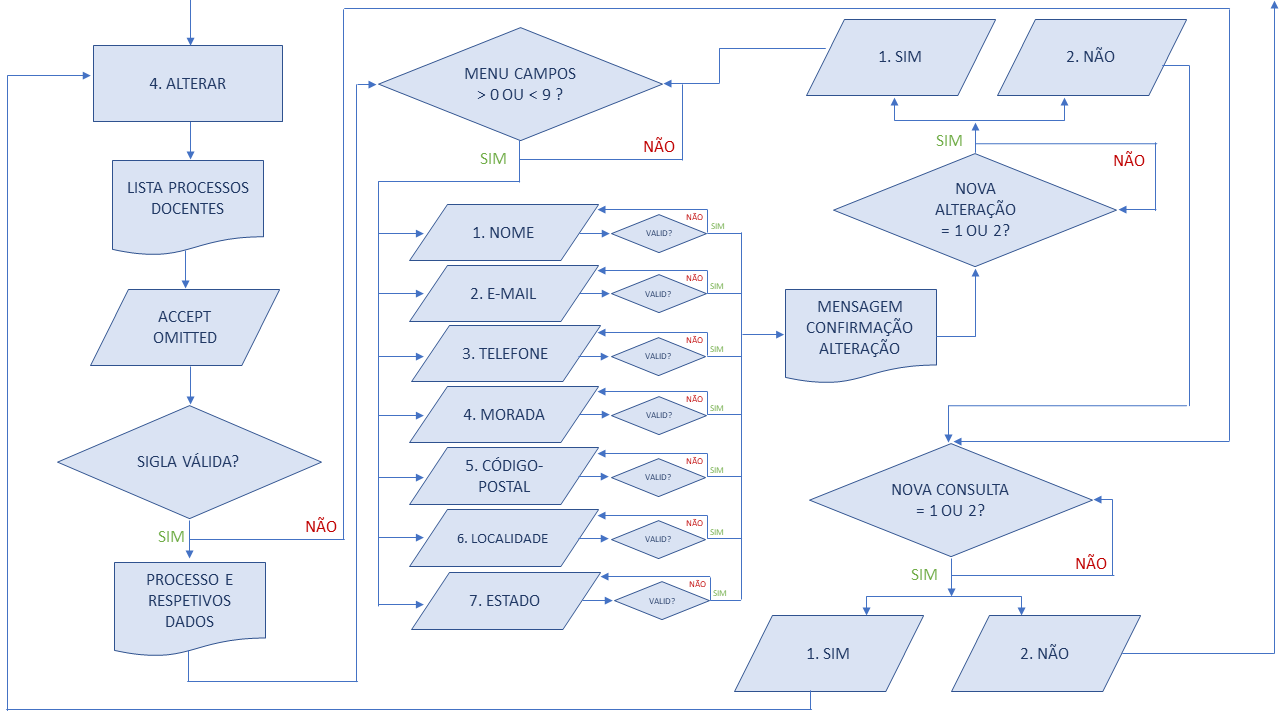 4. ALTERAR
LISTA PROCESSOS
DOCENTES
ACCEPT
OMITTED
SIGLA VÁLIDA?
SIM
NÃO
PROCESSO E
RESPETIVOS
DADOS
MENU CAMPOS
> 0 OU < 9 ?
SIM
NÃO
1. NOME
VALID?
NÃO
SIM
2. E-MAIL
VALID?
NÃO
SIM
3. TELEFONE
VALID?
NÃO
SIM
4. MORADA
VALID?
NÃO
SIM
5. CÓDIGO-
POSTAL
VALID?
NÃO
SIM
6. LOCALIDADE
VALID?
NÃO
SIM
7. ESTADO
VALID?
NÃO
SIM
MENSAGEM
CONFIRMAÇÃO
ALTERAÇÃO
1. SIM
2. NÃO
SIM
NÃO
NOVA
ALTERAÇÃO
= 1 OU 2?
NOVA CONSULTA
= 1 OU 2?
SIM
NÃO
1. SIM
2. NÃO